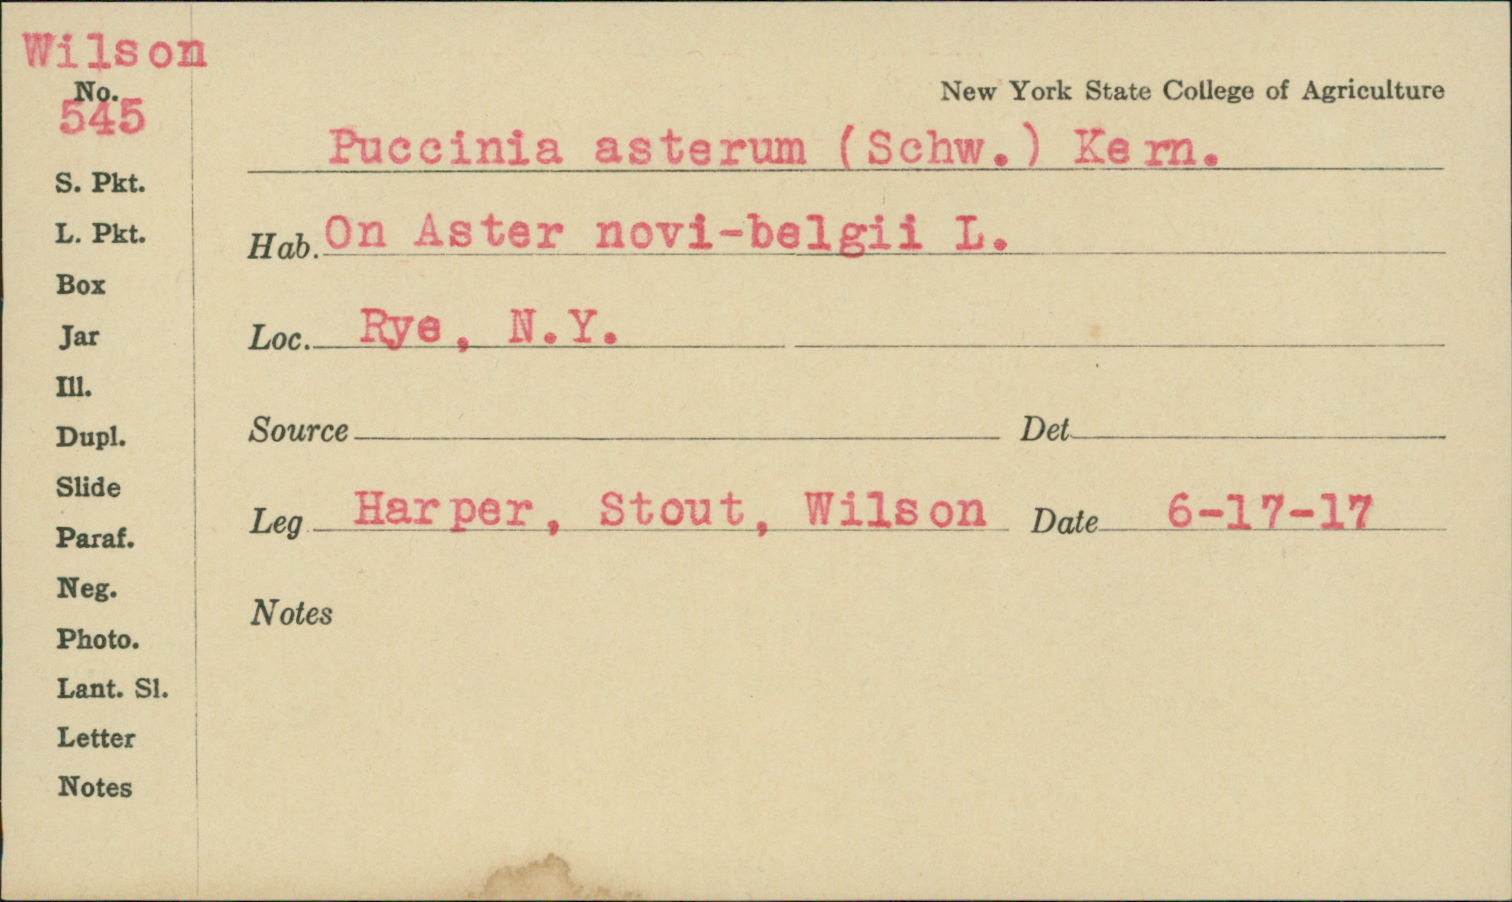 Wilson
No.
545
New York State College of Agriculture
Puccinia asterum (Schw.) Kern.
S. Pkt.
L. Pkt.
Hab. On Aster novi-belgii L.
Box
Jar
Loc. Rye, N.Y.
Ill.
Dupl.
Source Det
Slide
Leg Harper, Stout, Wilson Date 6-17-17
Paraf.
Neg.
Notes
Photo.
Lant. Sl.
Letter
Notes